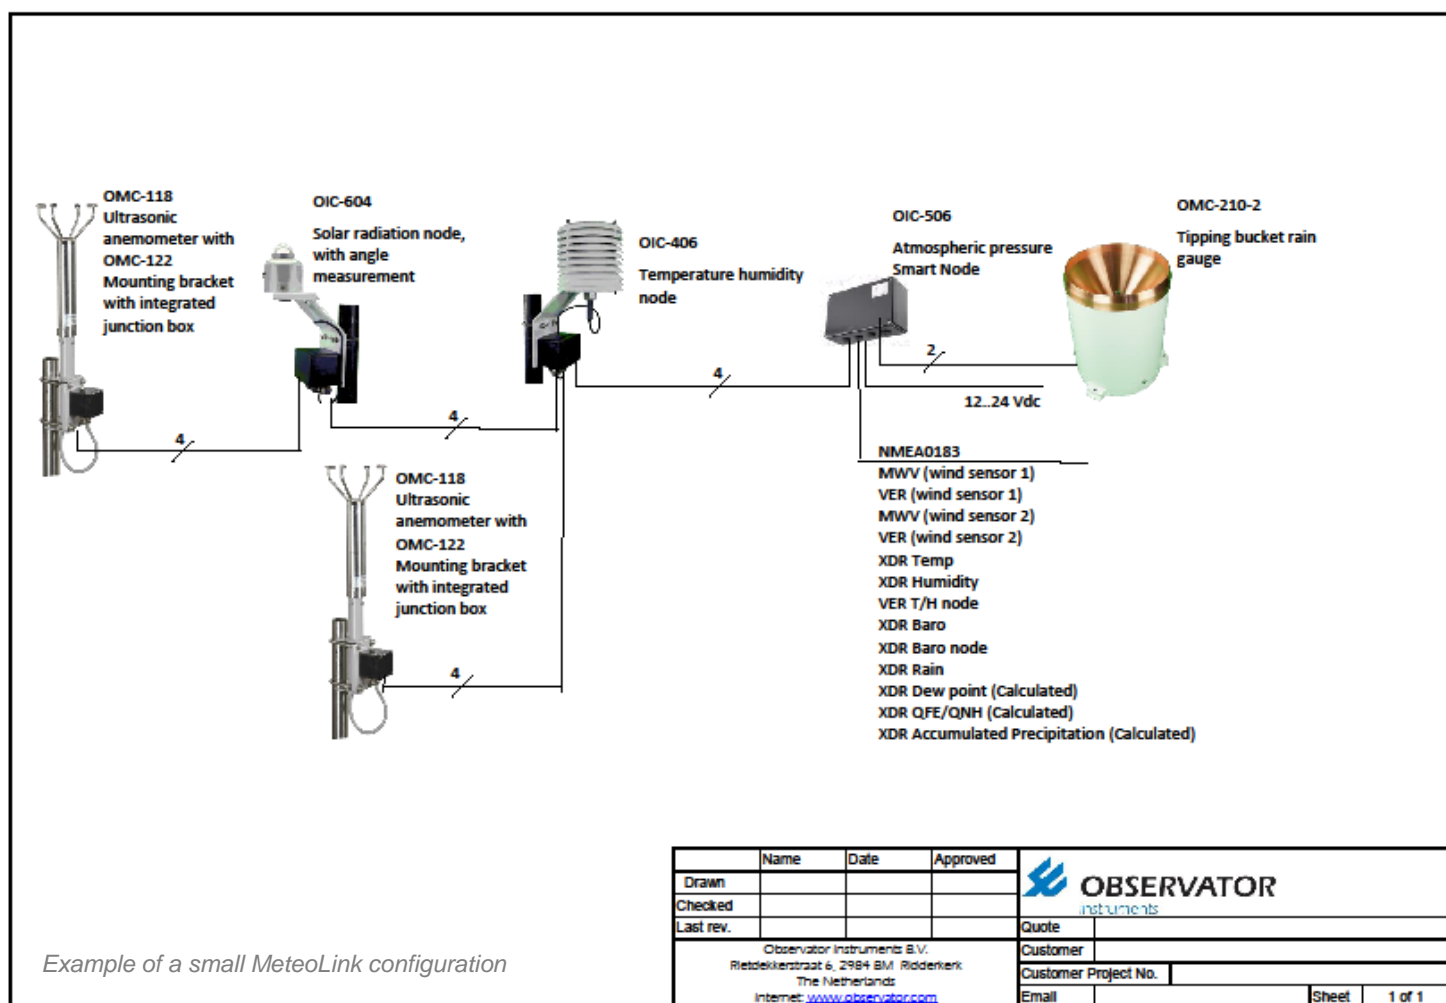 OMC-118
Ultrasonic
anemometer with
OMC-122
Mounting bracket
with integrated
junction box
OIC-604
Solar radiation node,
with angle
measurement
OIC-406
Temperature humidity
node
OIC-506
Atmospheric pressure
Smart Node
OMC-210-2
Tipping bucket rain
gauge
2
4
12..24 Vdc
4
4
NMEA0183
MWV (wind sensor 1)
VER (wind sensor 1)
MWV (wind sensor 2)
VER (wind sensor 2)
XDR Temp
XDR Humidity
VER T/H node
XDR Baro
XDR Baro node
XDR Rain
XDR Dew point (Calculated)
XDR QFE/QNH (Calculated)
XDR Accumulated Precipitation (Calculated)
OMC-118
Ultrasonic
anemometer with
OMC-122
Mounting bracket
with integrated
junction box
4
Example of a small MeteoLink configuration
Name Date Approved
Drawn
Checked
Last rev.
Observator Instruments B.V.
Rietdekkerstraat 6, 2984 BM Ridderkerk
The Netherlands
Internet: www.observator.com
OBSERVATOR
instruments
Quote
Customer
Customer Project No.
Email Sheet 1 of 1